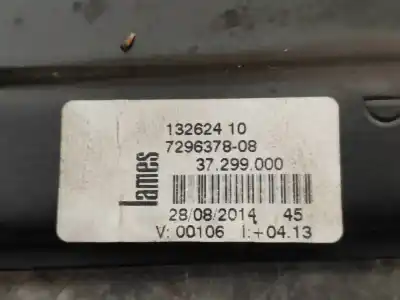 lames
132624 10
7296378-08
37.299.000
28/08/2014 45
V: 00106 I:+04.13